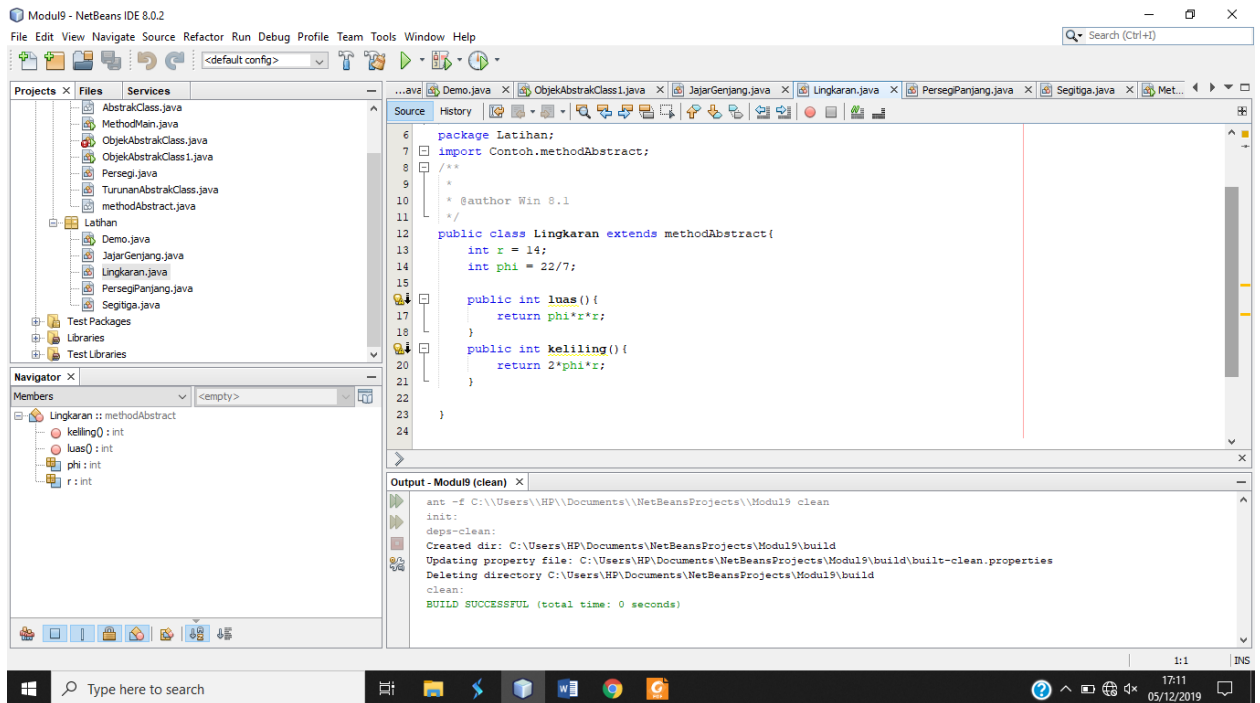 Modul9 - NetBeans IDE 8.0.2
File Edit View Navigate Source Refactor Run Debug Profile Team Tools Window Help
Search (Ctrl+I)
<default config>
Projects Files Services
AbstrakClass.java
MethodMain.java
ObjekAbstrakClass.java
ObjekAbstrakClass1.java
Persegi.java
TurunanAbstrakClass.java
methodAbstract.java
Latihan
Demo.java
JajarGenjang.java
Lingkaran.java
PersegiPanjang.java
Segitiga.java
Test Packages
Libraries
Test Libraries
Navigator
Members <empty>
Lingkaran :: methodAbstract
keliling() : int
luas() : int
phi : int
r : int
...ava Demo.java ObjekAbstrakClass1.java JajarGenjang.java Lingkaran.java PersegiPanjang.java Segitiga.java Met...
Source History
6 package Latihan;
7 import Contoh.methodAbstract;
8 /**
9 *
10 * @author Win 8.1
11 */
12 public class Lingkaran extends methodAbstract{
13 int r = 14;
14 int phi = 22/7;
15
public int luas(){
17 return phi*r*r;
18 }
public int keliling(){
20 return 2*phi*r;
21 }
22
23 }
24
Output - Modul9 (clean)
ant -f C:\\Users\\HP\\Documents\\NetBeansProjects\\Modul9 clean
init:
deps-clean:
Created dir: C:\Users\HP\Documents\NetBeansProjects\Modul9\build
Updating property file: C:\Users\HP\Documents\NetBeansProjects\Modul9\build\built-clean.properties
Deleting directory C:\Users\HP\Documents\NetBeansProjects\Modul9\build
clean:
BUILD SUCCESSFUL (total time: 0 seconds)
1:1 INS
Type here to search
17:11
05/12/2019